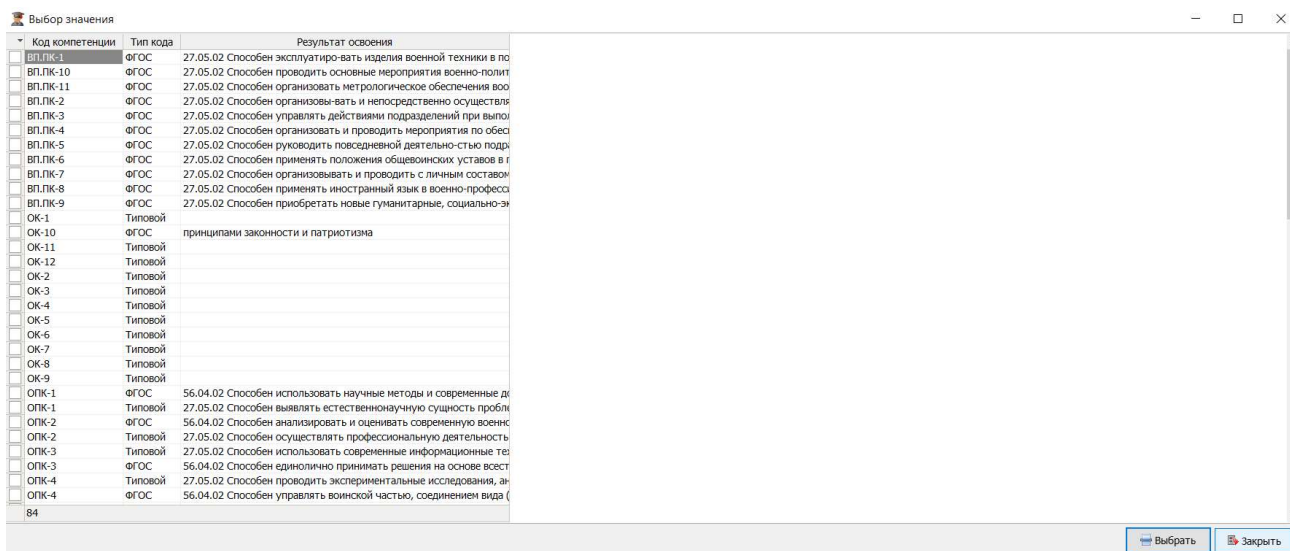 Выбор значения
Код компетенции Тип кода Результат освоения
ВП.ПК-1 ФГОС 27.05.02 Способен эксплуатиро-вать изделия военной техники в по
ВП.ПК-10 ФГОС 27.05.02 Способен проводить основные мероприятия военно-полит
ВП.ПК-11 ФГОС 27.05.02 Способен организовать метрологическое обеспечения воо
ВП.ПК-2 ФГОС 27.05.02 Способен организовы-вать и непосредственно осуществля
ВП.ПК-3 ФГОС 27.05.02 Способен управлять действиями подразделений при выпол
ВП.ПК-4 ФГОС 27.05.02 Способен организовать и проводить мероприятия по обес
ВП.ПК-5 ФГОС 27.05.02 Способен руководить повседневной деятельно-стью подра
ВП.ПК-6 ФГОС 27.05.02 Способен применять положения общевоинских уставов в п
ВП.ПК-7 ФГОС 27.05.02 Способен организовывать и проводить с личным составом
ВП.ПК-8 ФГОС 27.05.02 Способен применять иностранный язык в военно-професси
ВП.ПК-9 ФГОС 27.05.02 Способен приобретать новые гуманитарные, социально-эк
ОК-1 Типовой
ОК-10 ФГОС принципами законности и патриотизма
ОК-11 Типовой
ОК-12 Типовой
ОК-2 Типовой
ОК-3 Типовой
ОК-4 Типовой
ОК-5 Типовой
ОК-6 Типовой
ОК-7 Типовой
ОК-8 Типовой
ОК-9 Типовой
ОПК-1 ФГОС 56.04.02 Способен использовать научные методы и современные до
ОПК-1 Типовой 27.05.02 Способен выявлять естественнонаучную сущность пробле
ОПК-2 ФГОС 56.04.02 Способен анализировать и оценивать современную военно
ОПК-2 Типовой 27.05.02 Способен осуществлять профессиональную деятельность
ОПК-3 Типовой 27.05.02 Способен использовать современные информационные тех
ОПК-3 ФГОС 56.04.02 Способен единолично принимать решения на основе всест
ОПК-4 Типовой 27.05.02 Способен проводить экспериментальные исследования, ан
ОПК-4 ФГОС 56.04.02 Способен управлять воинской частью, соединением вида (
84
Выбрать Закрыть